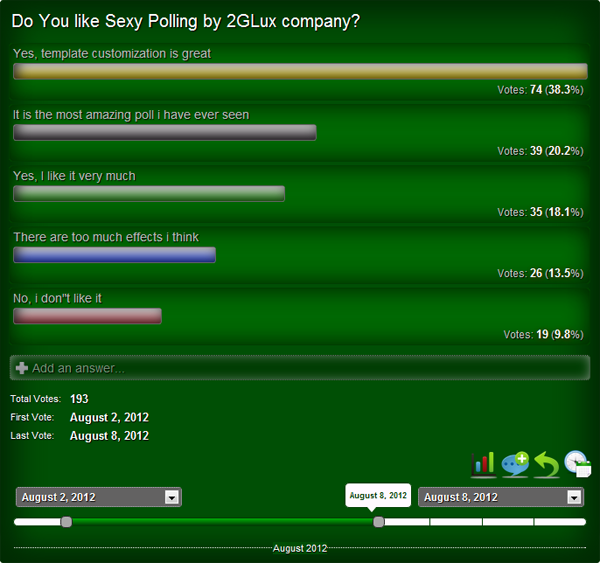 Do You like Sexy Polling by 2GLux company?
Yes, template customization is great
Votes: 74 (38.3%)
It is the most amazing poll i have ever seen
Votes: 39 (20.2%)
Yes, I like it very much
Votes: 35 (18.1%)
There are too much effects i think
Votes: 26 (13.5%)
No, i don"t like it
Votes: 19 (9.8%)
Add an answer...
Total Votes: 193
First Vote: August 2, 2012
Last Vote: August 8, 2012
August 2, 2012
August 8, 2012
August 8, 2012
August 2012